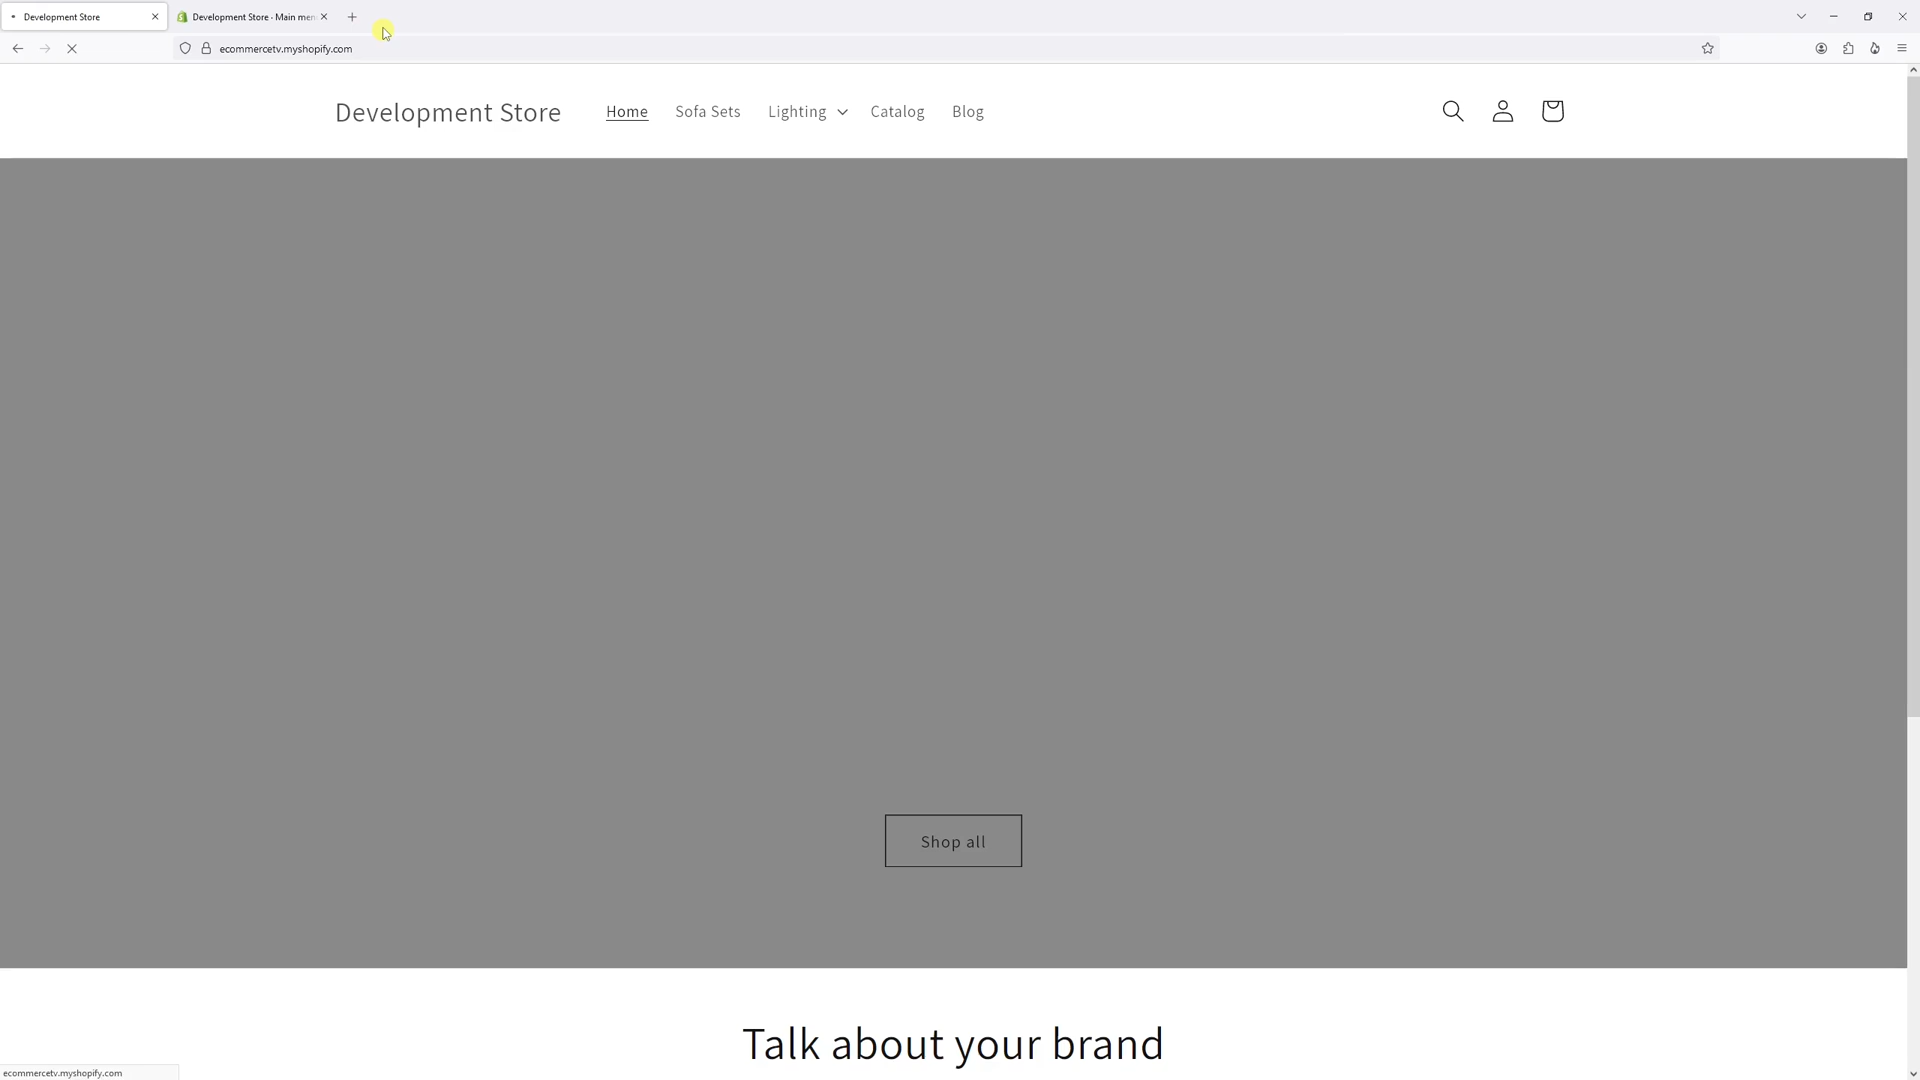 Development Store
Development Store · Main men
ecommercetv.myshopify.com
Development Store
Home
Sofa Sets
Lighting
Catalog
Blog
Shop all
Talk about your brand
ecommercetv.myshopify.com